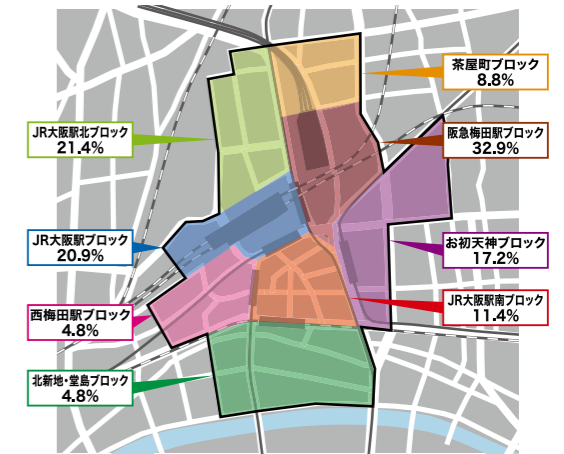 茶屋町ブロック
8.8%
JR大阪駅北ブロック
21.4%
阪急梅田駅ブロック
32.9%
JR大阪駅ブロック
20.9%
お初天神ブロック
17.2%
西梅田駅ブロック
4.8%
JR大阪駅南ブロック
11.4%
北新地・堂島ブロック
4.8%